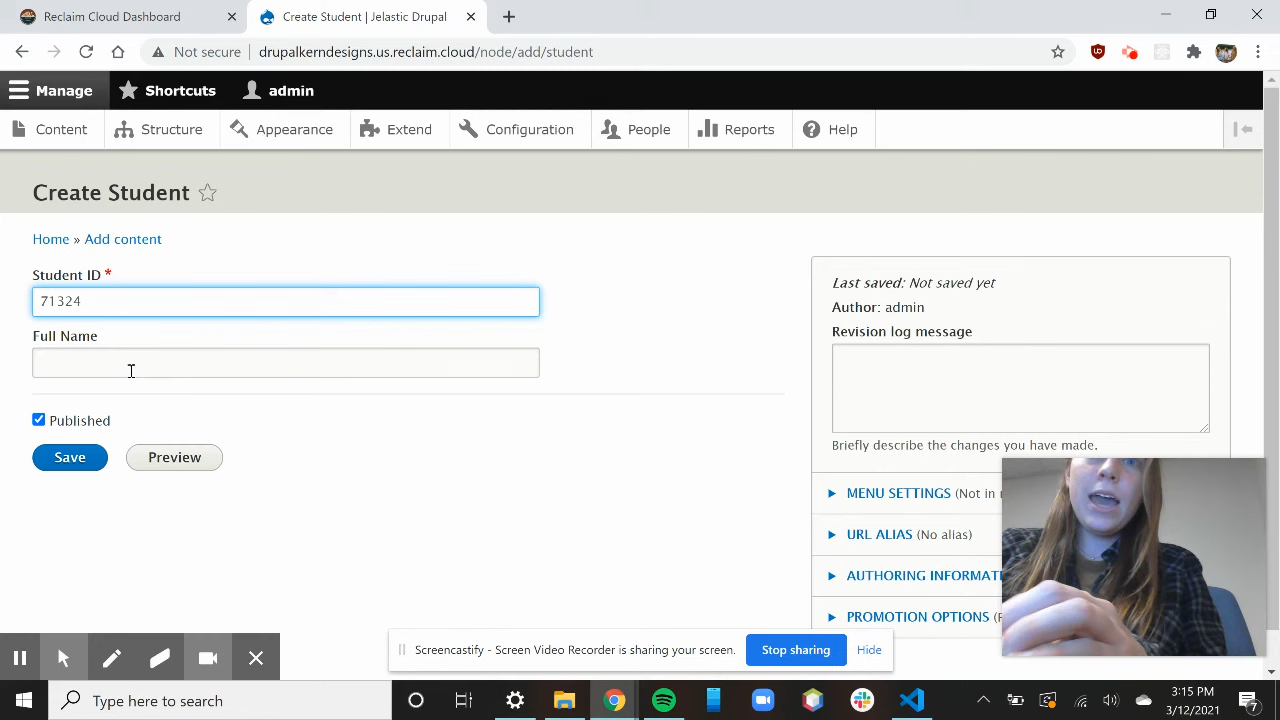 Reclaim Cloud Dashboard
Create Student | Jelastic Drupal
Not secure
drupalkerndesigns.us.reclaim.cloud/node/add/student
Manage
Shortcuts
admin
Content
Structure
Appearance
Extend
Configuration
People
Reports
Help
Create Student
Home » Add content
Student ID *
71324
Full Name
Published
Save
Preview
Last saved: Not saved yet
Author: admin
Revision log message
Briefly describe the changes you have made.
MENU SETTINGS (Not in
URL ALIAS (No alias)
AUTHORING INFORMAT
PROMOTION OPTIONS
Screencastify - Screen Video Recorder is sharing your screen.
Stop sharing
Hide
Type here to search
3:15 PM
3/12/2021
7